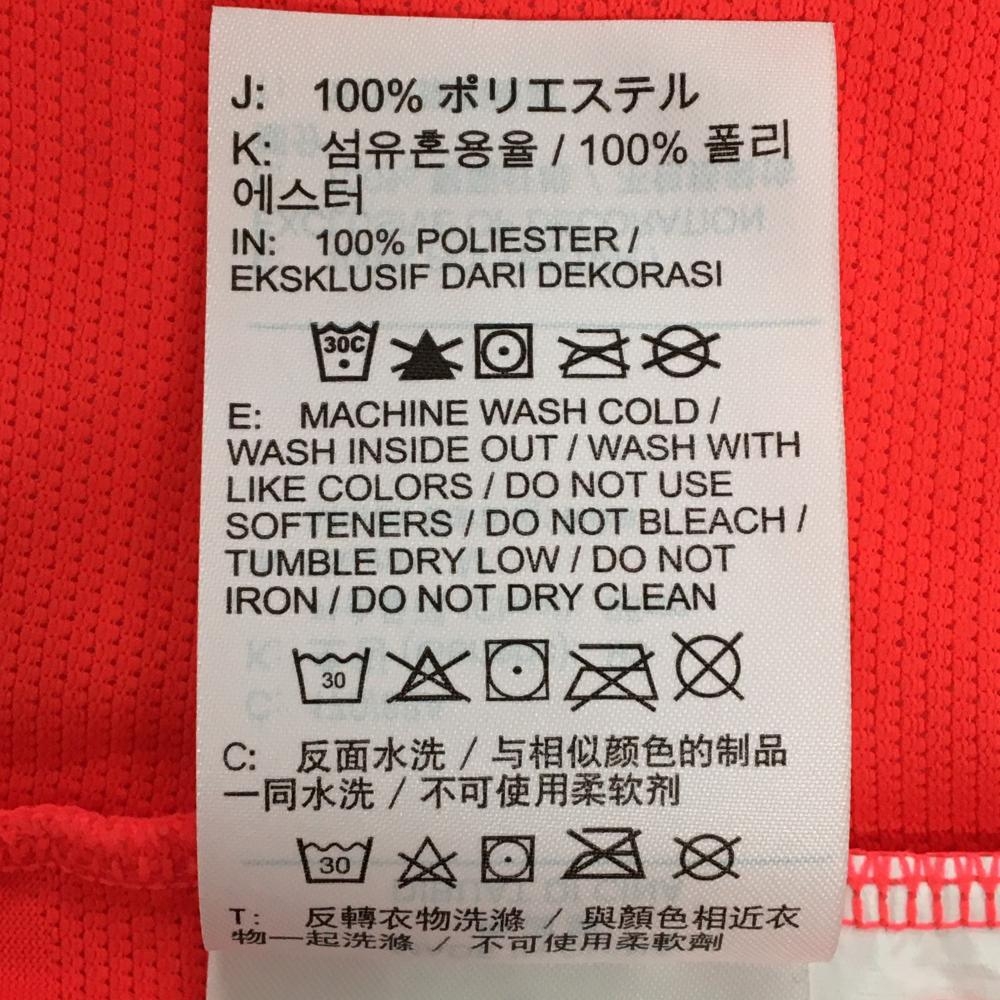 J: 100% ポリエステル
K: 섬유혼용율 / 100% 폴리
에스터
IN: 100% POLIESTER /
EKSKLUSIF DARI DEKORASI
30C
E: MACHINE WASH COLD /
WASH INSIDE OUT / WASH WITH
LIKE COLORS / DO NOT USE
SOFTENERS / DO NOT BLEACH /
TUMBLE DRY LOW / DO NOT
IRON / DO NOT DRY CLEAN
30
C: 反面水洗 / 与相似颜色的制品
一同水洗 / 不可使用柔软剂
30
T: 反轉衣物洗滌 / 與顏色相近衣
物一起洗滌 / 不可使用柔軟劑